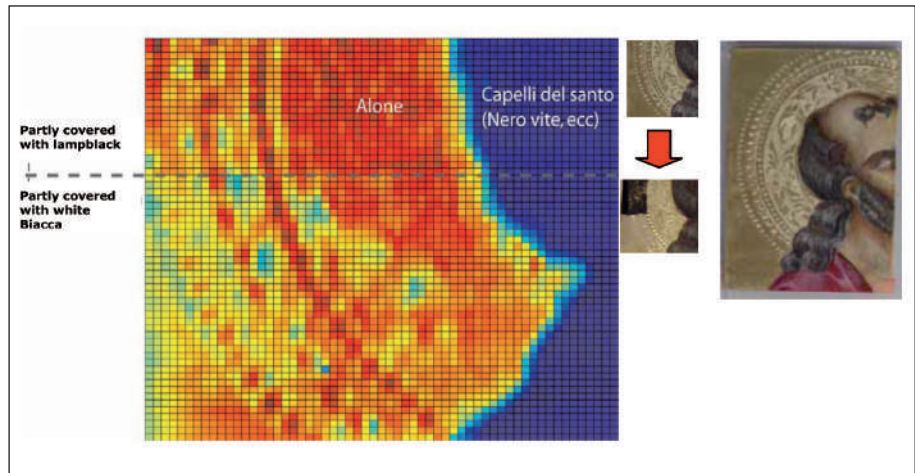 Partly covered
with lampblack
Partly covered
with white
Biacca
Alone
Capelli del santo
(Nero vite, ecc)